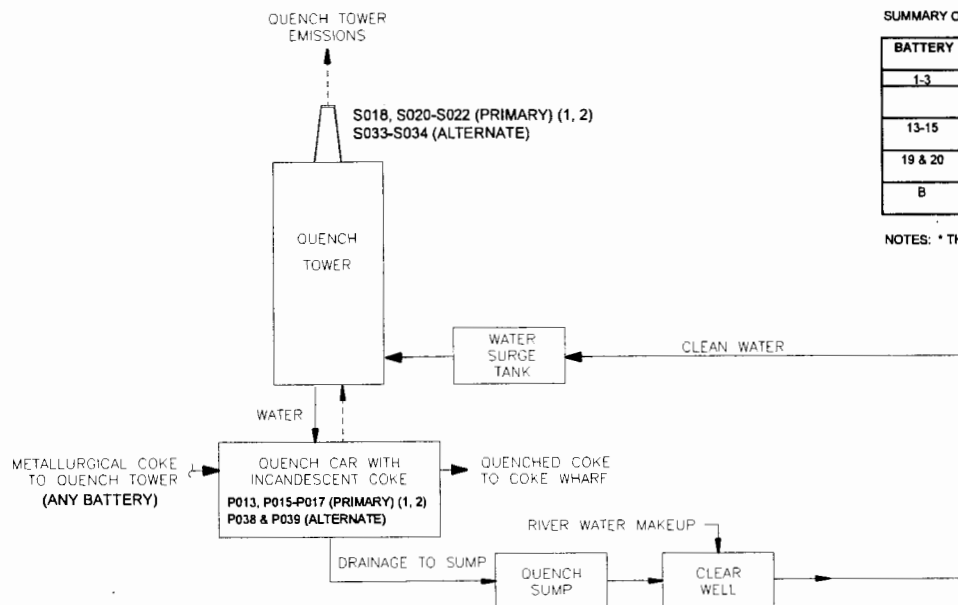 QUENCH TOWER
EMISSIONS
SUMMARY O
BATTERY
1-3
13-15
19 & 20
B
NOTES: * TH
S018, S020-S022 (PRIMARY) (1, 2)
S033-S034 (ALTERNATE)
QUENCH
TOWER
WATER
SURGE
TANK
CLEAN WATER
WATER
METALLURGICAL COKE
TO QUENCH TOWER
(ANY BATTERY)
QUENCH CAR WITH
INCANDESCENT COKE
P013, P015-P017 (PRIMARY) (1, 2)
P038 & P039 (ALTERNATE)
QUENCHED COKE
TO COKE WHARF
RIVER WATER MAKEUP
DRAINAGE TO SUMP
QUENCH
SUMP
CLEAR
WELL